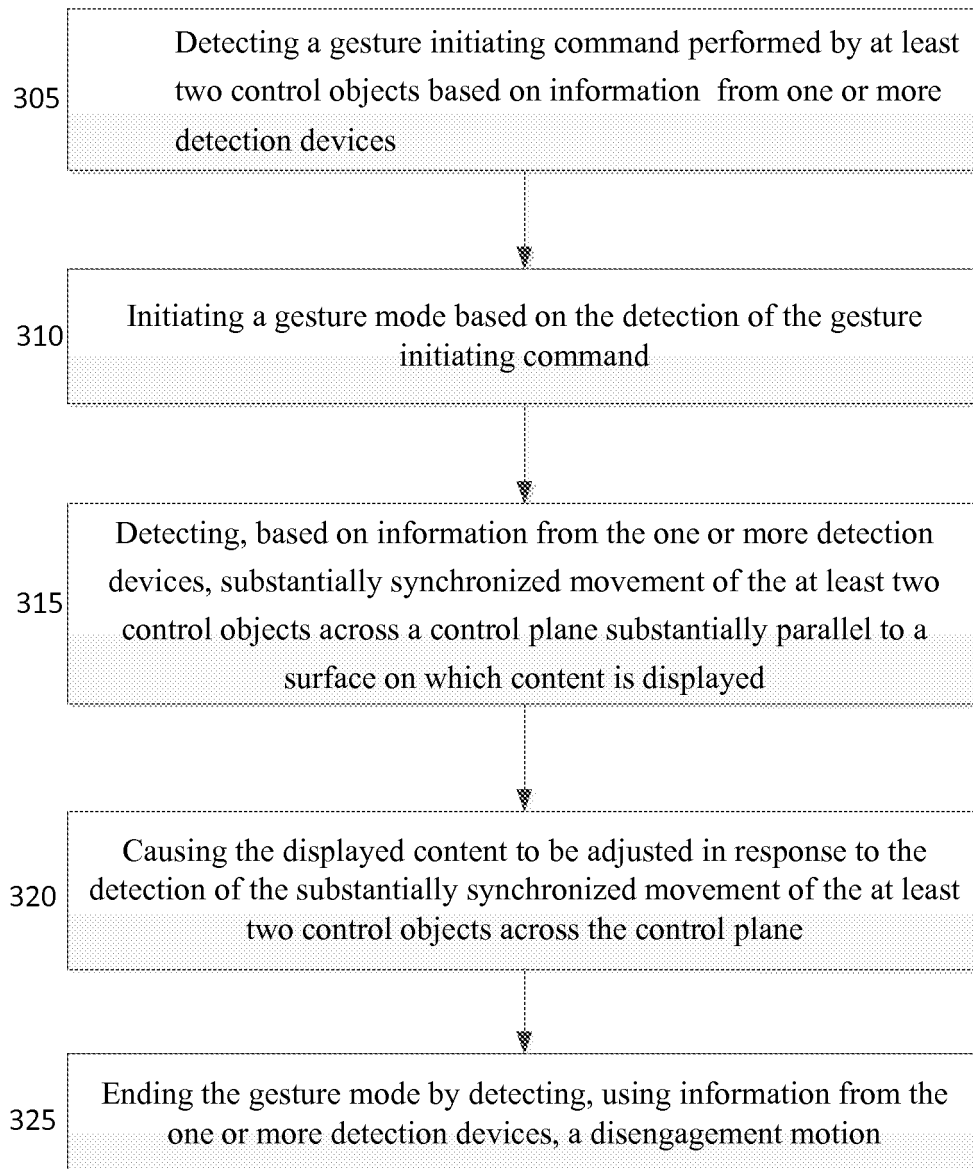 305
Detecting a gesture initiating command performed by at least
two control objects based on information from one or more
detection devices
310
Initiating a gesture mode based on the detection of the gesture
initiating command
315
Detecting, based on information from the one or more detection
devices, substantially synchronized movement of the at least two
control objects across a control plane substantially parallel to a
surface on which content is displayed
320
Causing the displayed content to be adjusted in response to the
detection of the substantially synchronized movement of the at least
two control objects across the control plane
325
Ending the gesture mode by detecting, using information from the
one or more detection devices, a disengagement motion